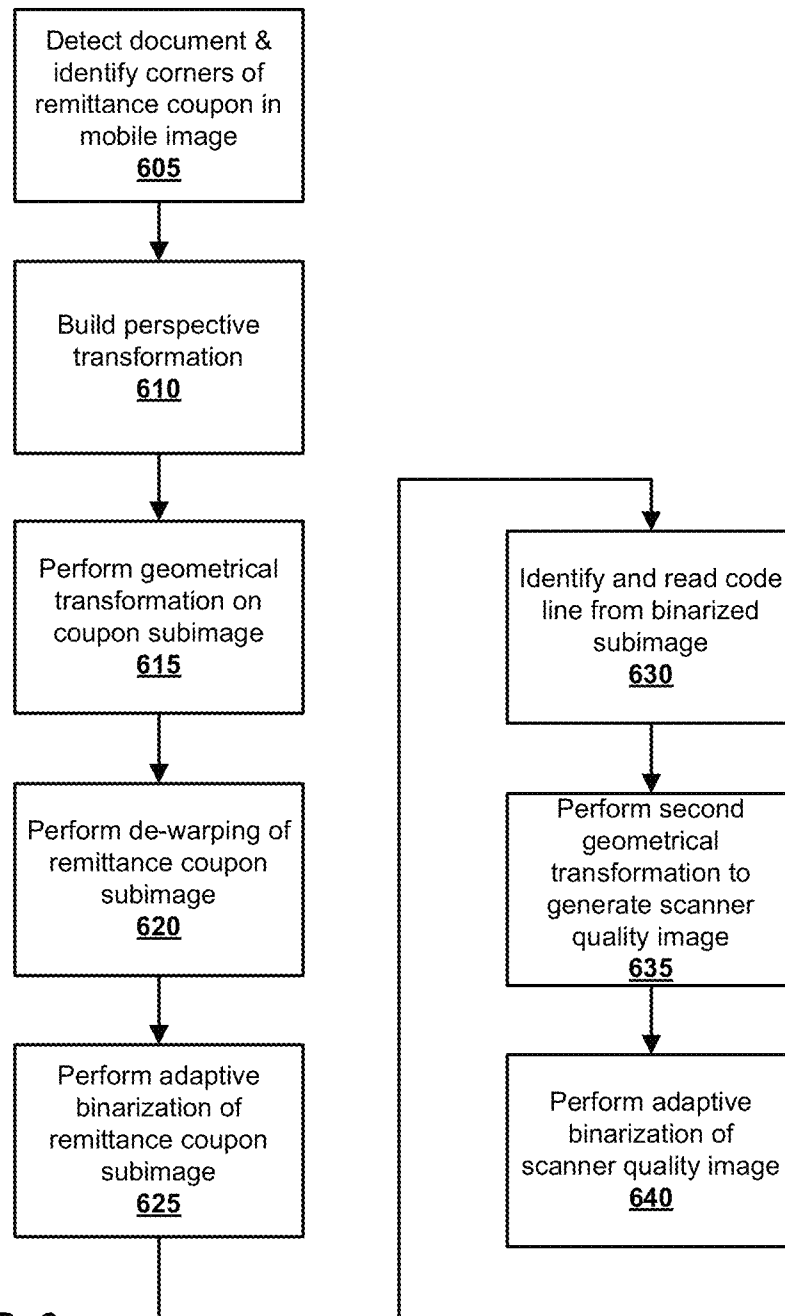 Detect document &
identify corners of
remittance coupon in
mobile image
605
Build perspective
transformation
610
Perform geometrical
transformation on
coupon subimage
615
Perform de-warping of
remittance coupon
subimage
620
Perform adaptive
binarization of
remittance coupon
subimage
625
Identify and read code
line from binarized
subimage
630
Perform second
geometrical
transformation to
generate scanner
quality image
635
Perform adaptive
binarization of
scanner quality image
640